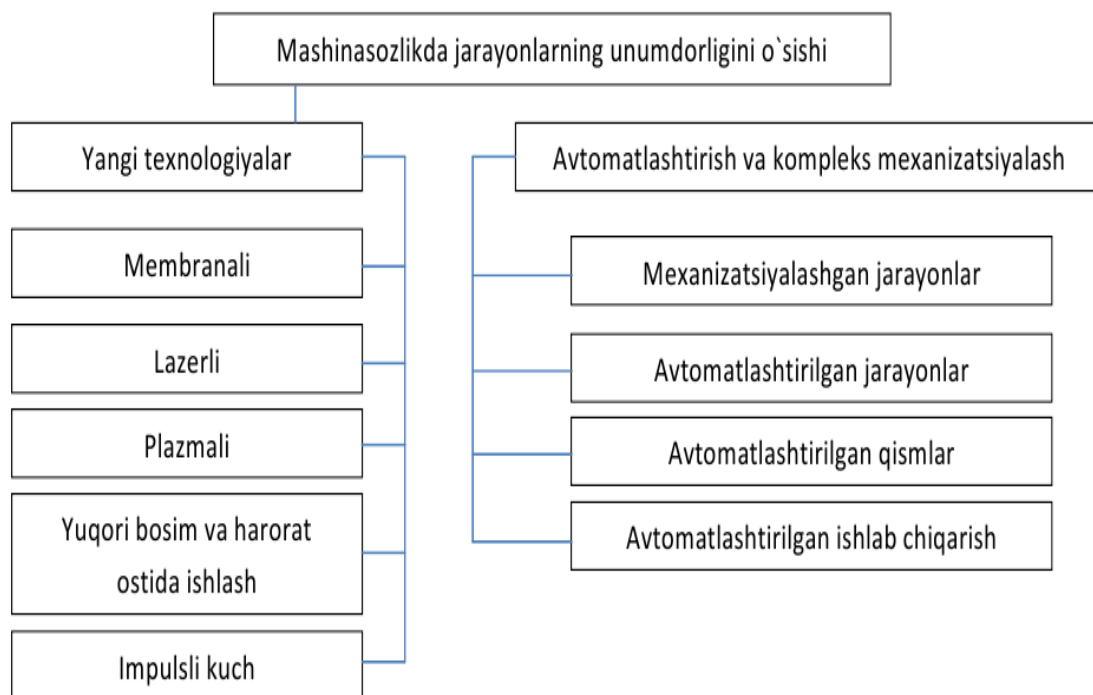 Mashinasozlikda jarayonlarning unumdorligini o`sishi
Yangi texnologiyalar
Membranali
Lazerli
Plazmali
Yuqori bosim va harorat
ostida ishlash
Impulsli kuch
Avtomatlashtirish va kompleks mexanizatsiyalash
Mexanizatsiyalashgan jarayonlar
Avtomatlashtirilgan jarayonlar
Avtomatlashtirilgan qismlar
Avtomatlashtirilgan ishlab chiqarish